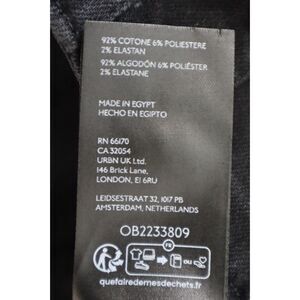 92% COTONE 6% POLIESTERE
2% ELASTAN
92% ALGODÓN 6% POLIÉSTER
2% ELASTANE
MADE IN EGYPT
HECHO EN EGIPTO
RN 66170
CA 32054
URBN UK Ltd.
146 Brick Lane,
LONDON, E1 6RU
LEIDSESTRAAT 32, 1017 PB
AMSTERDAM, NETHERLANDS
OB2233809
FR
OU
quefairedemesdechets.fr